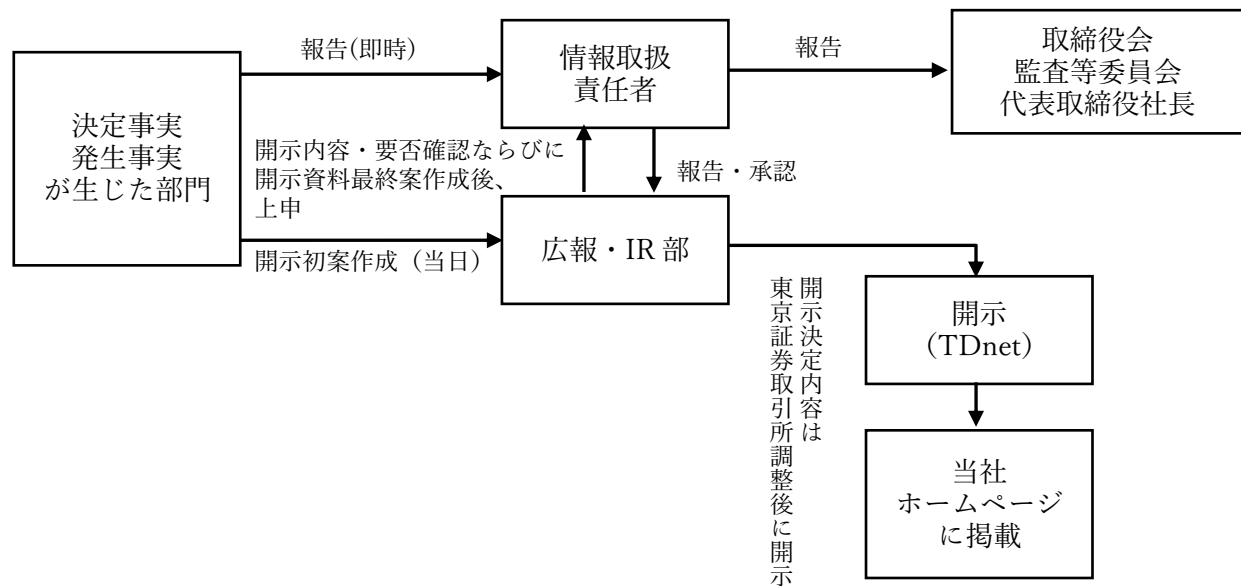 決定事実
発生事実
が生じた部門
報告(即時)
情報取扱
責任者
報告
取締役会
監査等委員会
代表取締役社長
開示内容・要否確認ならびに
開示資料最終案作成後、
上申
報告・承認
開示初案作成（当日）
広報・IR 部
開示決定内容は
東京証券取引所調整後に開示
開示
(TDnet)
当社
ホームページ
に掲載